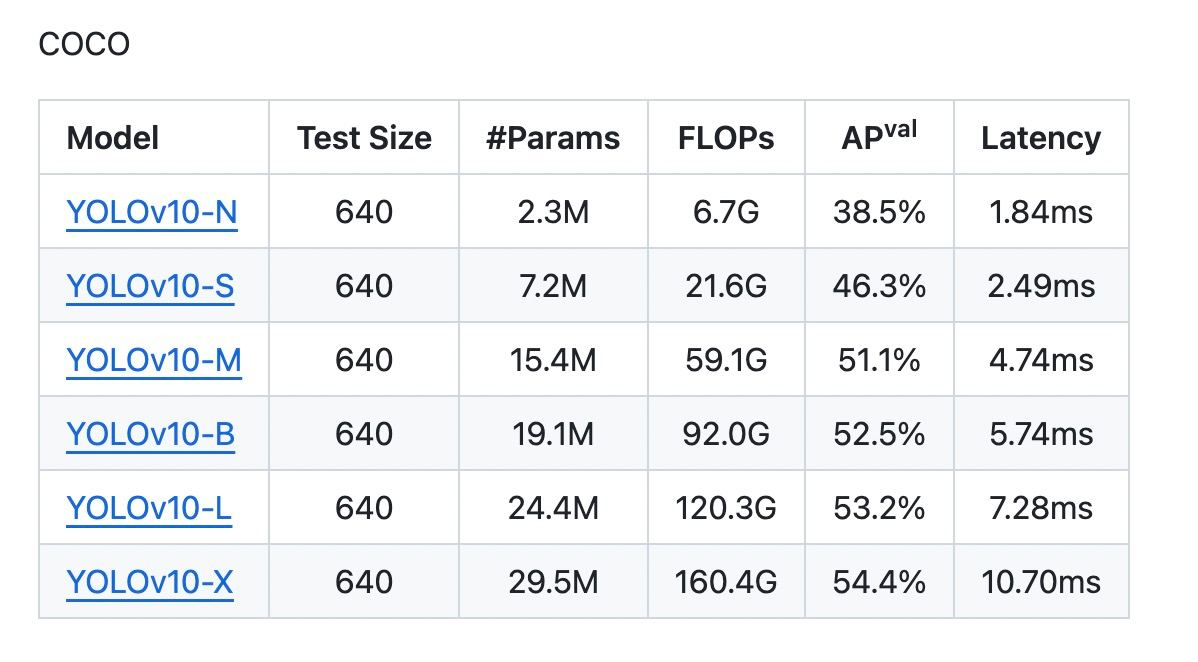 COCO
Model Test Size #Params FLOPs APval Latency
YOLOv10-N 640 2.3M 6.7G 38.5% 1.84ms
YOLOv10-S 640 7.2M 21.6G 46.3% 2.49ms
YOLOv10-M 640 15.4M 59.1G 51.1% 4.74ms
YOLOv10-B 640 19.1M 92.0G 52.5% 5.74ms
YOLOv10-L 640 24.4M 120.3G 53.2% 7.28ms
YOLOv10-X 640 29.5M 160.4G 54.4% 10.70ms